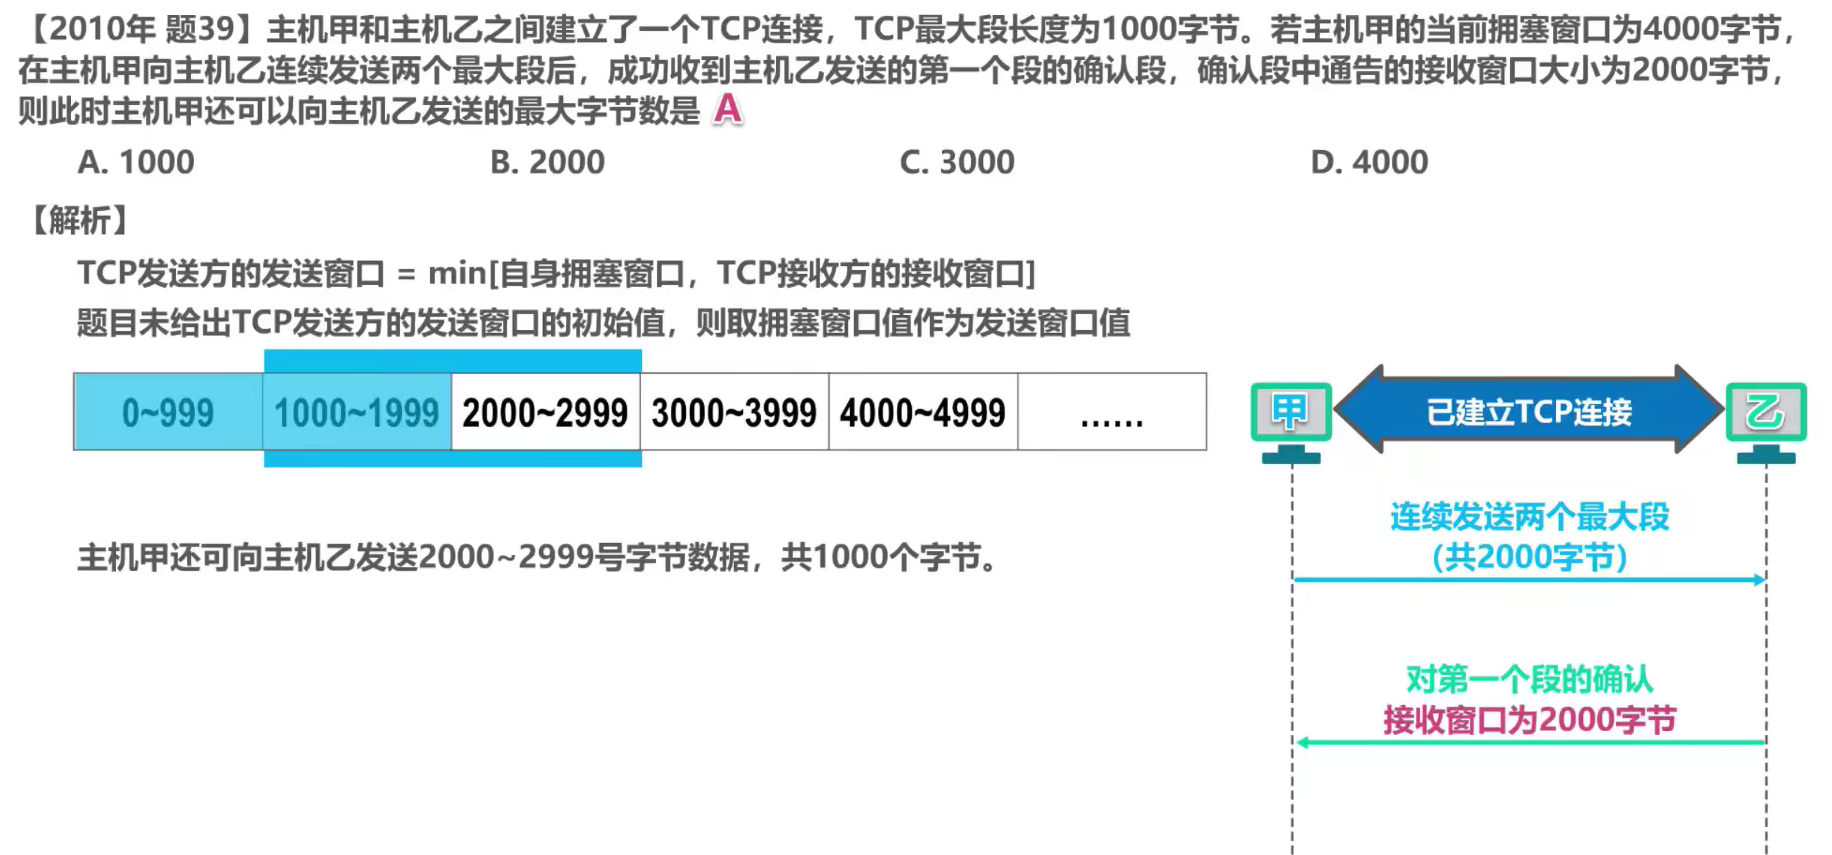 【2010年 题39】主机甲和主机乙之间建立了一个TCP连接，TCP最大段长度为1000字节。若主机甲的当前拥塞窗口为4000字节，
在主机甲向主机乙连续发送两个最大段后，成功收到主机乙发送的第一个段的确认段，确认段中通告的接收窗口大小为2000字节，
则此时主机甲还可以向主机乙发送的最大字节数是 A
A. 1000 B. 2000 C. 3000 D. 4000
【解析】
TCP发送方的发送窗口 = min[自身拥塞窗口，TCP接收方的接收窗口]
题目未给出TCP发送方的发送窗口的初始值，则取拥塞窗口值作为发送窗口值
0~999 1000~1999 2000~2999 3000~3999 4000~4999 ......
甲 已建立TCP连接 乙
连续发送两个最大段
（共2000字节）
主机甲还可向主机乙发送2000~2999号字节数据，共1000个字节。
对第一个段的确认
接收窗口为2000字节